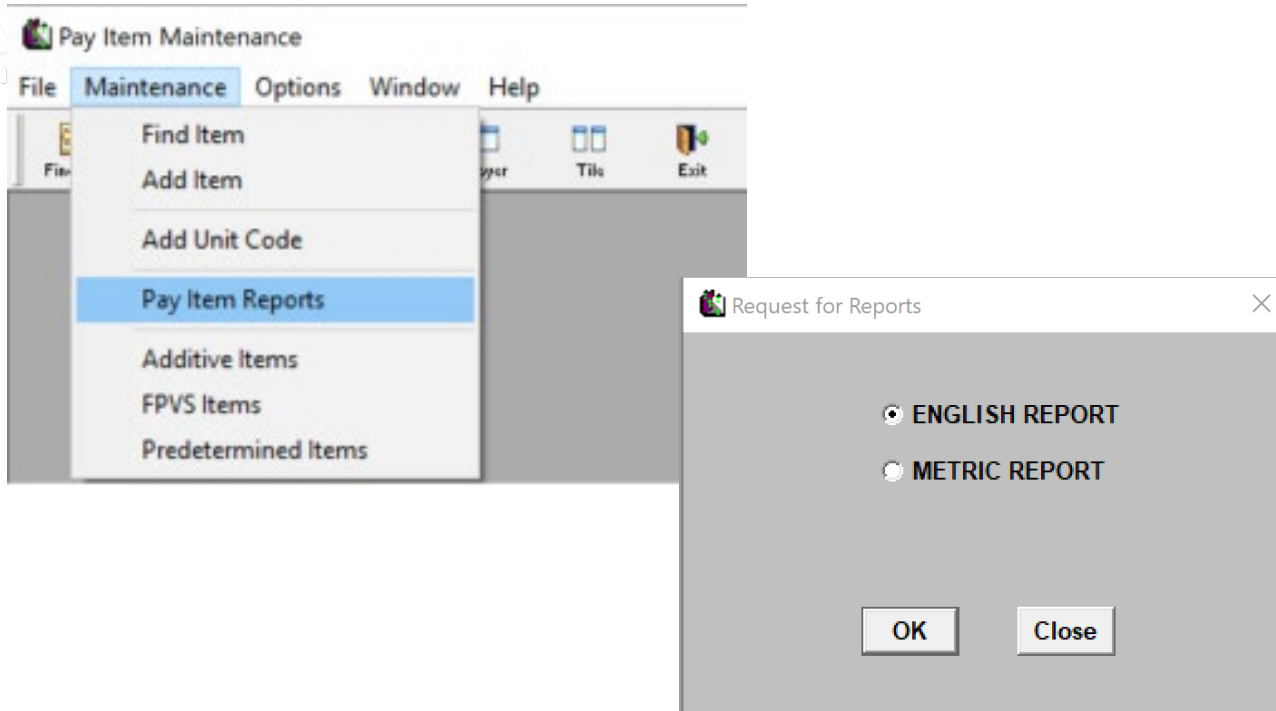 Pay Item Maintenance
File Maintenance Options Window Help
Find Item
Add Item
Tile Exit
Add Unit Code
Pay Item Reports
Additive Items
FPVS Items
Predetermined Items
Request for Reports
ENGLISH REPORT
METRIC REPORT
OK Close